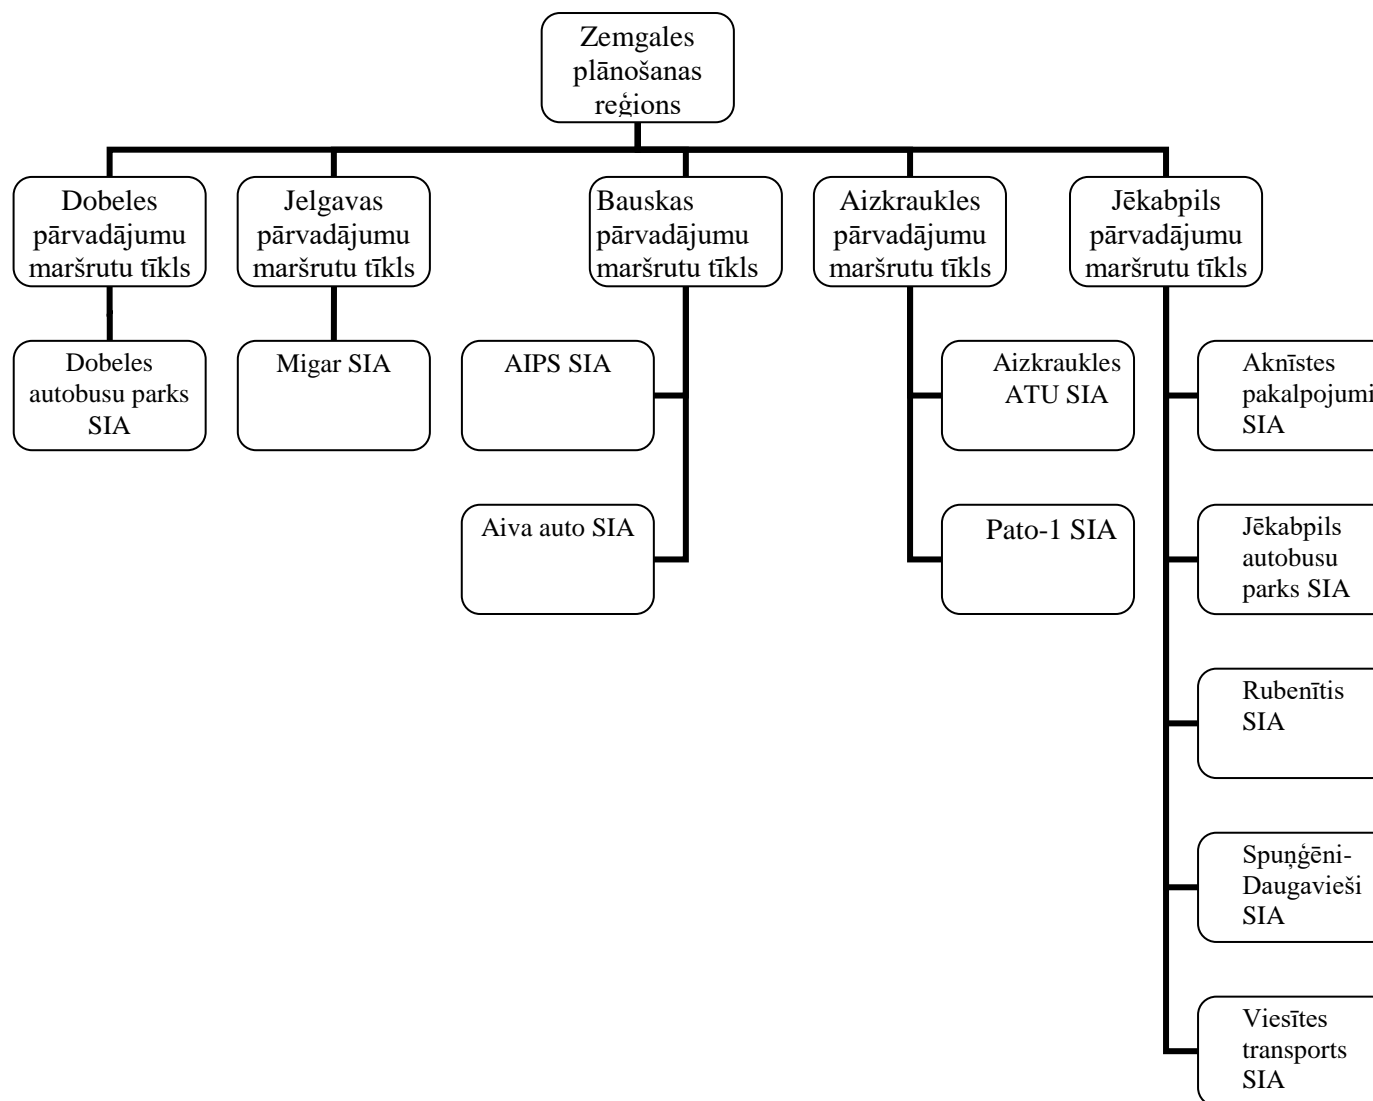 Zemgales
plānošanas
reģions
Dobeles
pārvadājumu
maršrutu tīkls
Jelgavas
pārvadājumu
maršrutu tīkls
Bauskas
pārvadājumu
maršrutu tīkls
Aizkraukles
pārvadājumu
maršrutu tīkls
Jēkabpils
pārvadājumu
maršrutu tīkls
Dobeles
autobusu parks
SIA
Migar SIA
AIPS SIA
Aizkraukles
ATU SIA
Aknīstes
pakalpojumi
SIA
Aiva auto SIA
Pato-1 SIA
Jēkabpils
autobusu
parks SIA
Rubenītis
SIA
Spuņģēni-
Daugavieši
SIA
Viesītes
transports
SIA